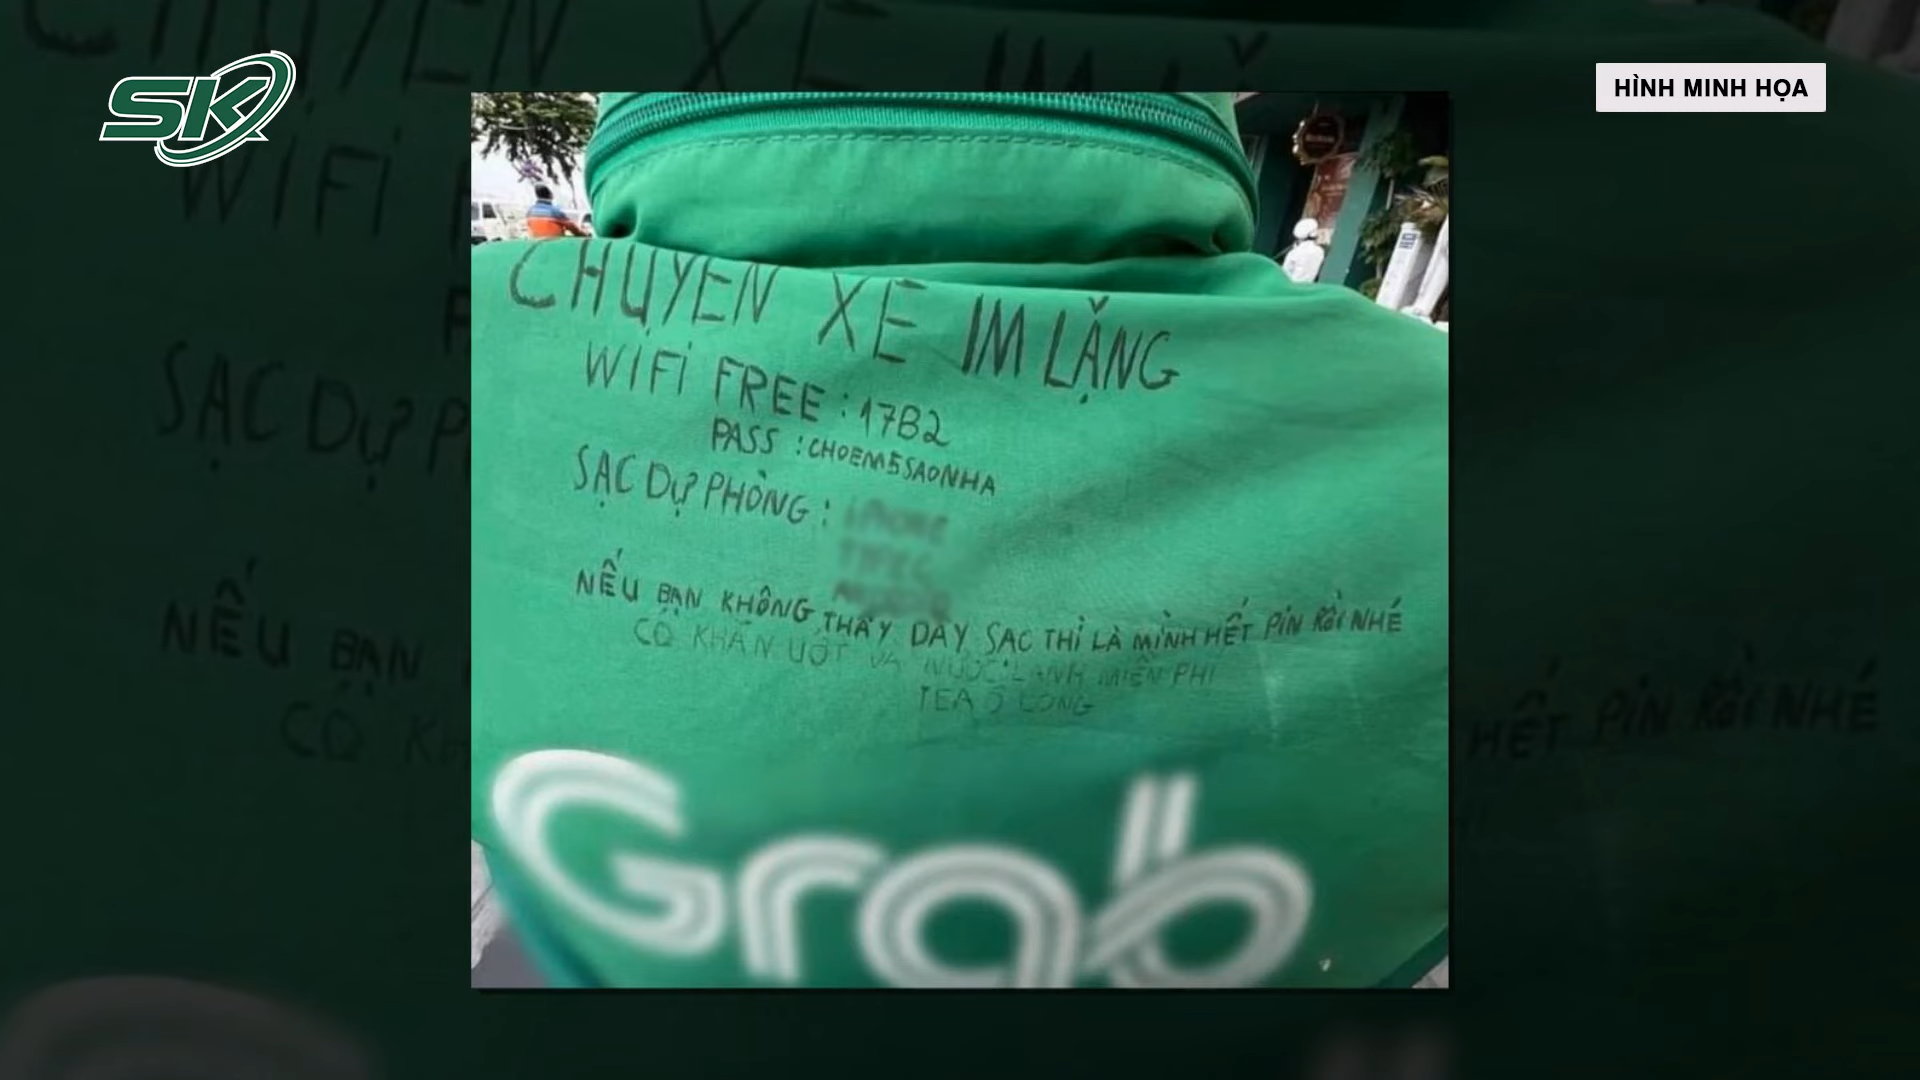 SK
HÌNH MINH HỌA
CHUYẾN XE IM LẶNG
WIFI FREE: 17B2
PASS: CHOEM5SAONHA
SẠC DỰ PHÒNG:
NẾU BẠN KHÔNG THẤY DÂY SẠC THÌ LÀ MÌNH HẾT PIN RỒI NHÉ
CÓ KHĂN ƯỚT VÀ NƯỚC LẠNH MIỄN PHÍ
TEA Ô LONG
Grab